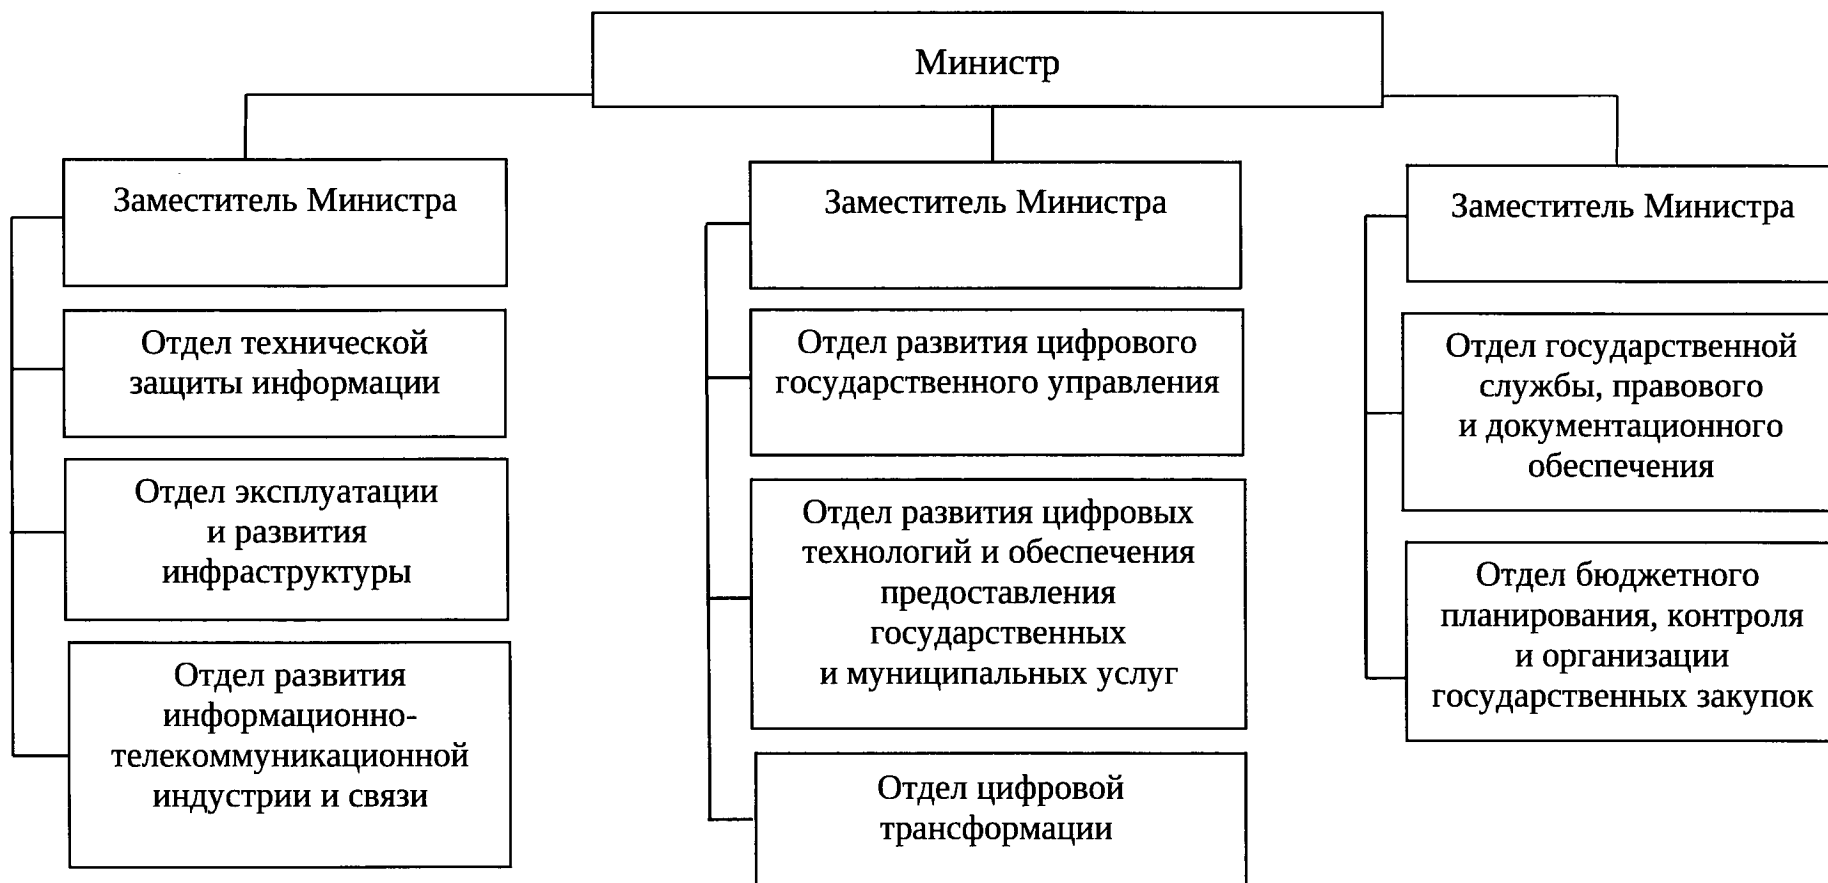 Министр
Заместитель Министра
Отдел технической
защиты информации
Отдел эксплуатации
и развития
инфраструктуры
Отдел развития
информационно-
телекоммуникационной
индустрии и связи
Заместитель Министра
Отдел развития цифрового
государственного управления
Отдел развития цифровых
технологий и обеспечения
предоставления
государственных
и муниципальных услуг
Отдел цифровой
трансформации
Заместитель Министра
Отдел государственной
службы, правового
и документационного
обеспечения
Отдел бюджетного
планирования, контроля
и организации
государственных закупок